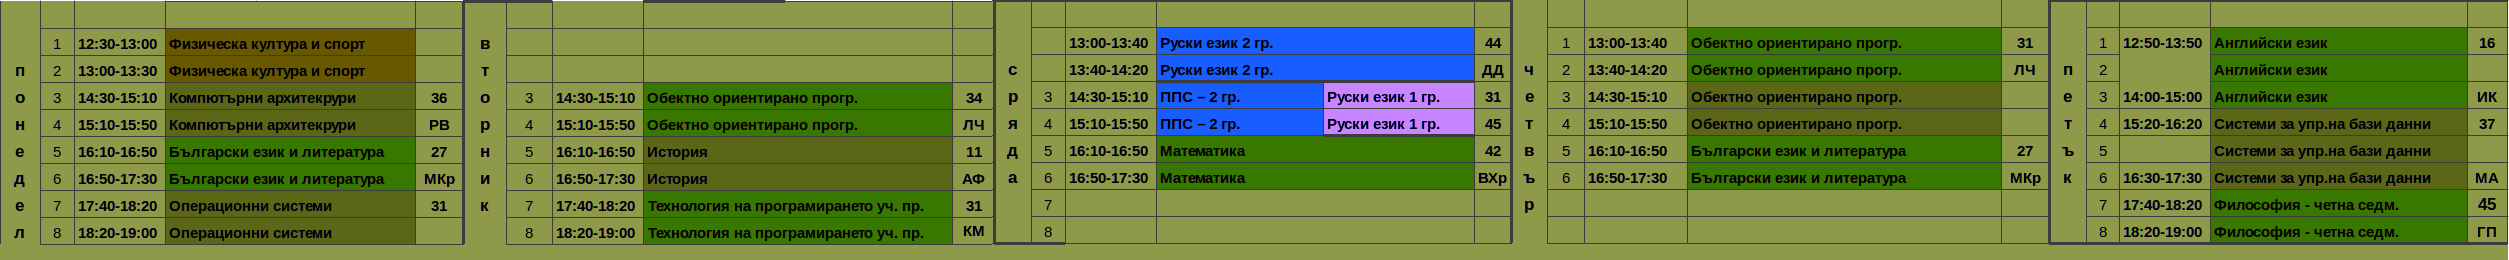 понедел
1 12:30-13:00 Физическа култура и спорт
2 13:00-13:30 Физическа култура и спорт
3 14:30-15:10 Компютърни архитекрури 36
4 15:10-15:50 Компютърни архитекрури РВ
5 16:10-16:50 Български език и литература 27
6 16:50-17:30 Български език и литература МКр
7 17:40-18:20 Операционни системи 31
8 18:20-19:00 Операционни системи
вторник
3 14:30-15:10 Обектно ориентирано прогр. 34
4 15:10-15:50 Обектно ориентирано прогр. ЛЧ
5 16:10-16:50 История 11
6 16:50-17:30 История АФ
7 17:40-18:20 Технология на програмирането уч. пр. 31
8 18:20-19:00 Технология на програмирането уч. пр. КМ
сряда
13:00-13:40 Руски език 2 гр. 44
13:40-14:20 Руски език 2 гр. ДД
3 14:30-15:10 ППС – 2 гр. Руски език 1 гр. 31
4 15:10-15:50 ППС – 2 гр. Руски език 1 гр. 45
5 16:10-16:50 Математика 42
6 16:50-17:30 Математика ВХр
7
8
четвър
1 13:00-13:40 Обектно ориентирано прогр. 31
2 13:40-14:20 Обектно ориентирано прогр. ЛЧ
3 14:30-15:10 Обектно ориентирано прогр.
4 15:10-15:50 Обектно ориентирано прогр.
5 16:10-16:50 Български език и литература 27
6 16:50-17:30 Български език и литература МКр
петък
1 12:50-13:50 Английски език 16
2 Английски език
3 14:00-15:00 Английски език ИК
4 15:20-16:20 Системи за упр.на бази данни 37
5 Системи за упр.на бази данни
6 16:30-17:30 Системи за упр.на бази данни МА
7 17:40-18:20 Философия - четна седм. 45
8 18:20-19:00 Философия - четна седм. ГП